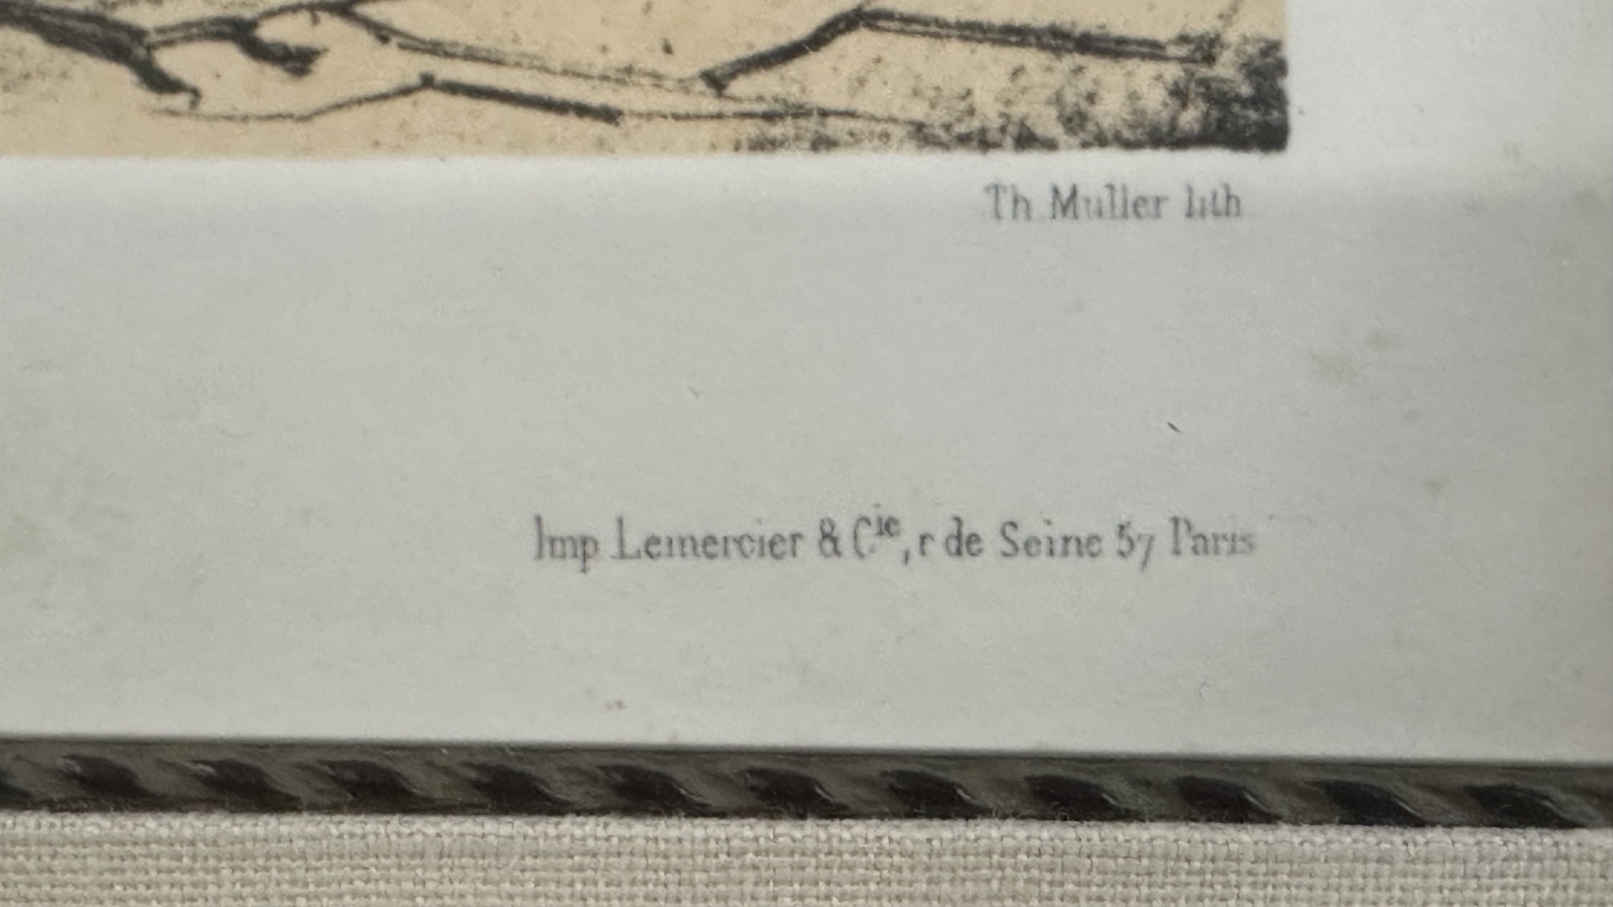 Th Muller lith
Imp Lemercier & Cie, r de Seine 57 Paris